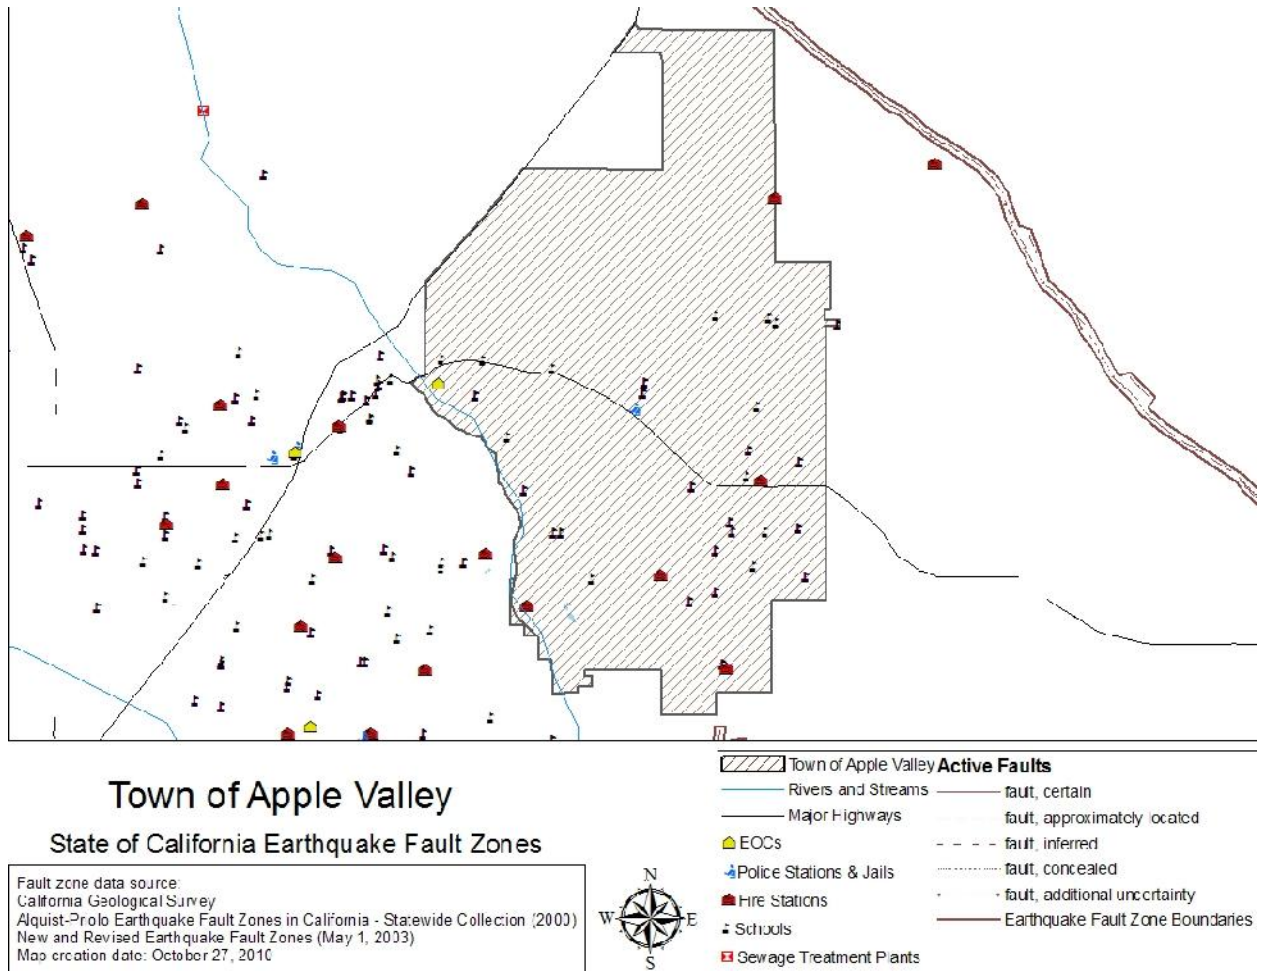 Town of Apple Valley
State of California Earthquake Fault Zones
Fault zone data source:
California Geological Survey
Alquist-Priolo Earthquake Fault Zones in California - Statewide Collection (2000)
New and Revised Earthquake Fault Zones (May 1, 2003)
Map creation date: October 27, 2010
N
W E
S
Town of Apple Valley
Rivers and Streams
Major Highways
EOCs
Police Stations & Jails
Fire Stations
Schools
Sewage Treatment Plants
Active Faults
fault, certain
fault, approximately located
fault, inferred
fault, concealed
fault, additional uncertainty
Earthquake Fault Zone Boundaries